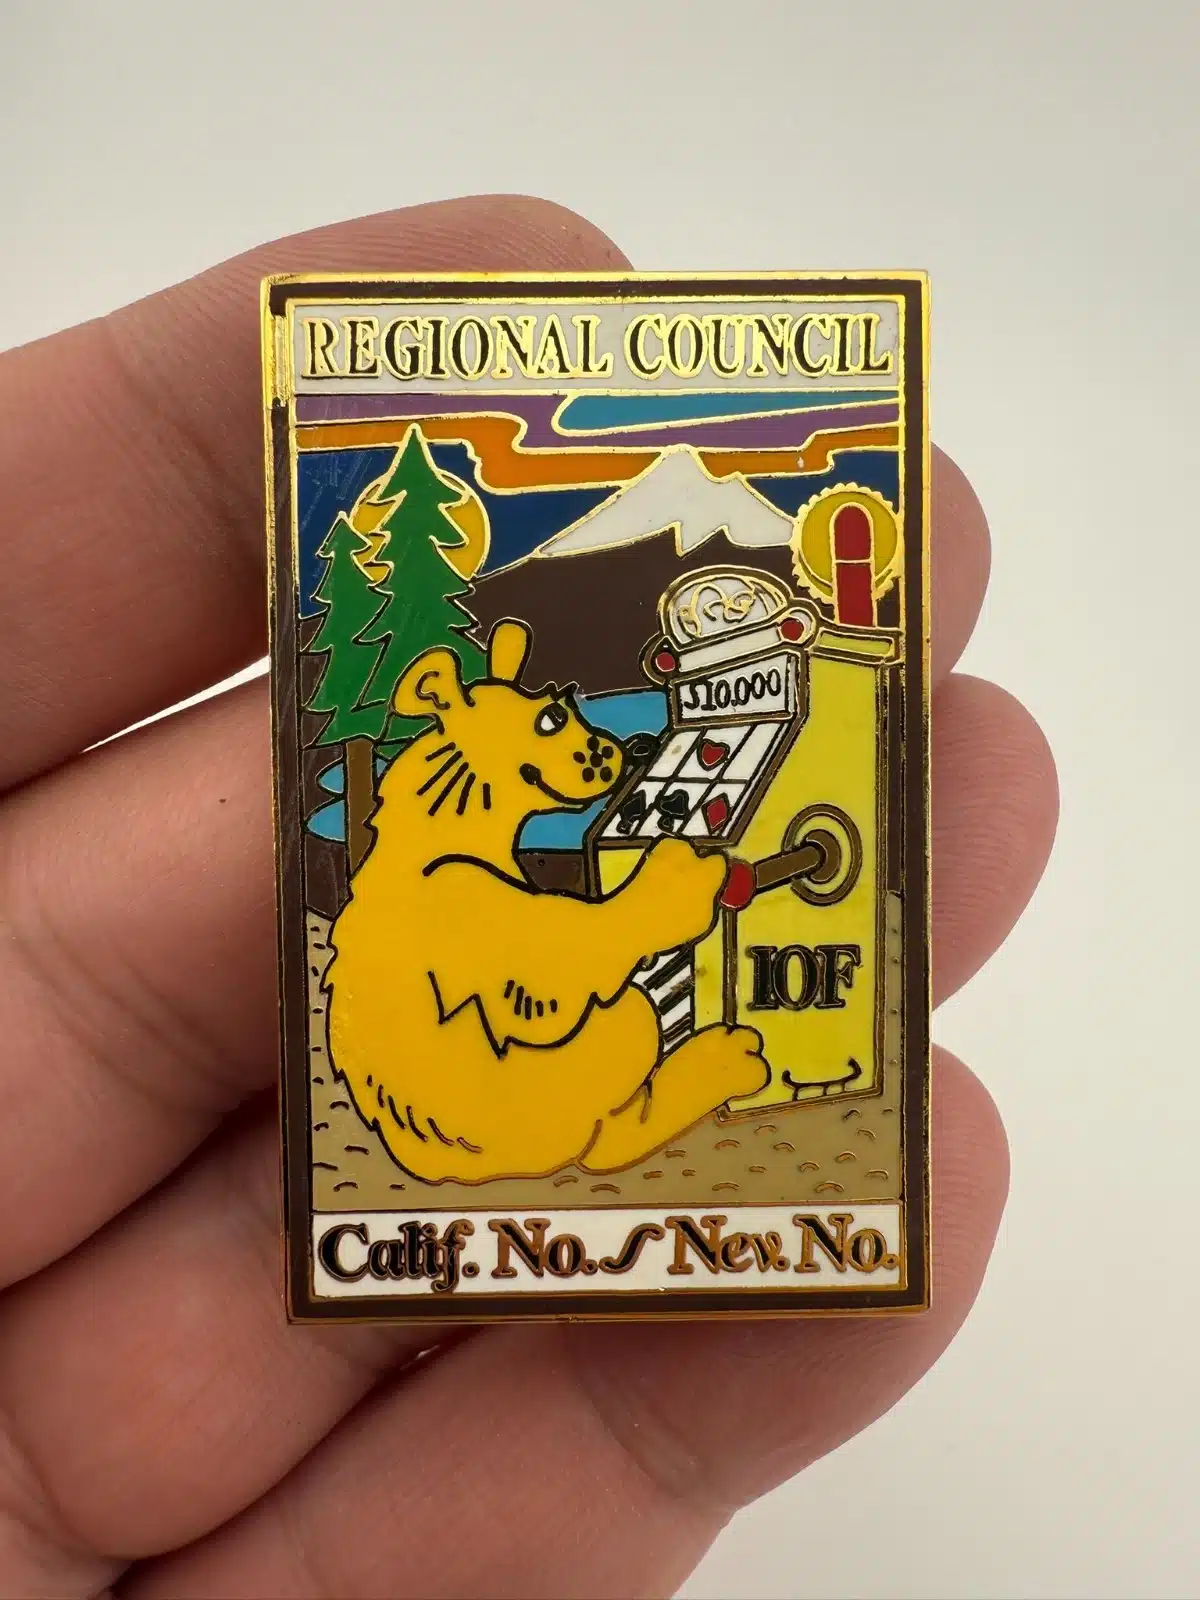 REGIONAL COUNCIL
$10.000
IOF
Calif. No. / Nev. No.